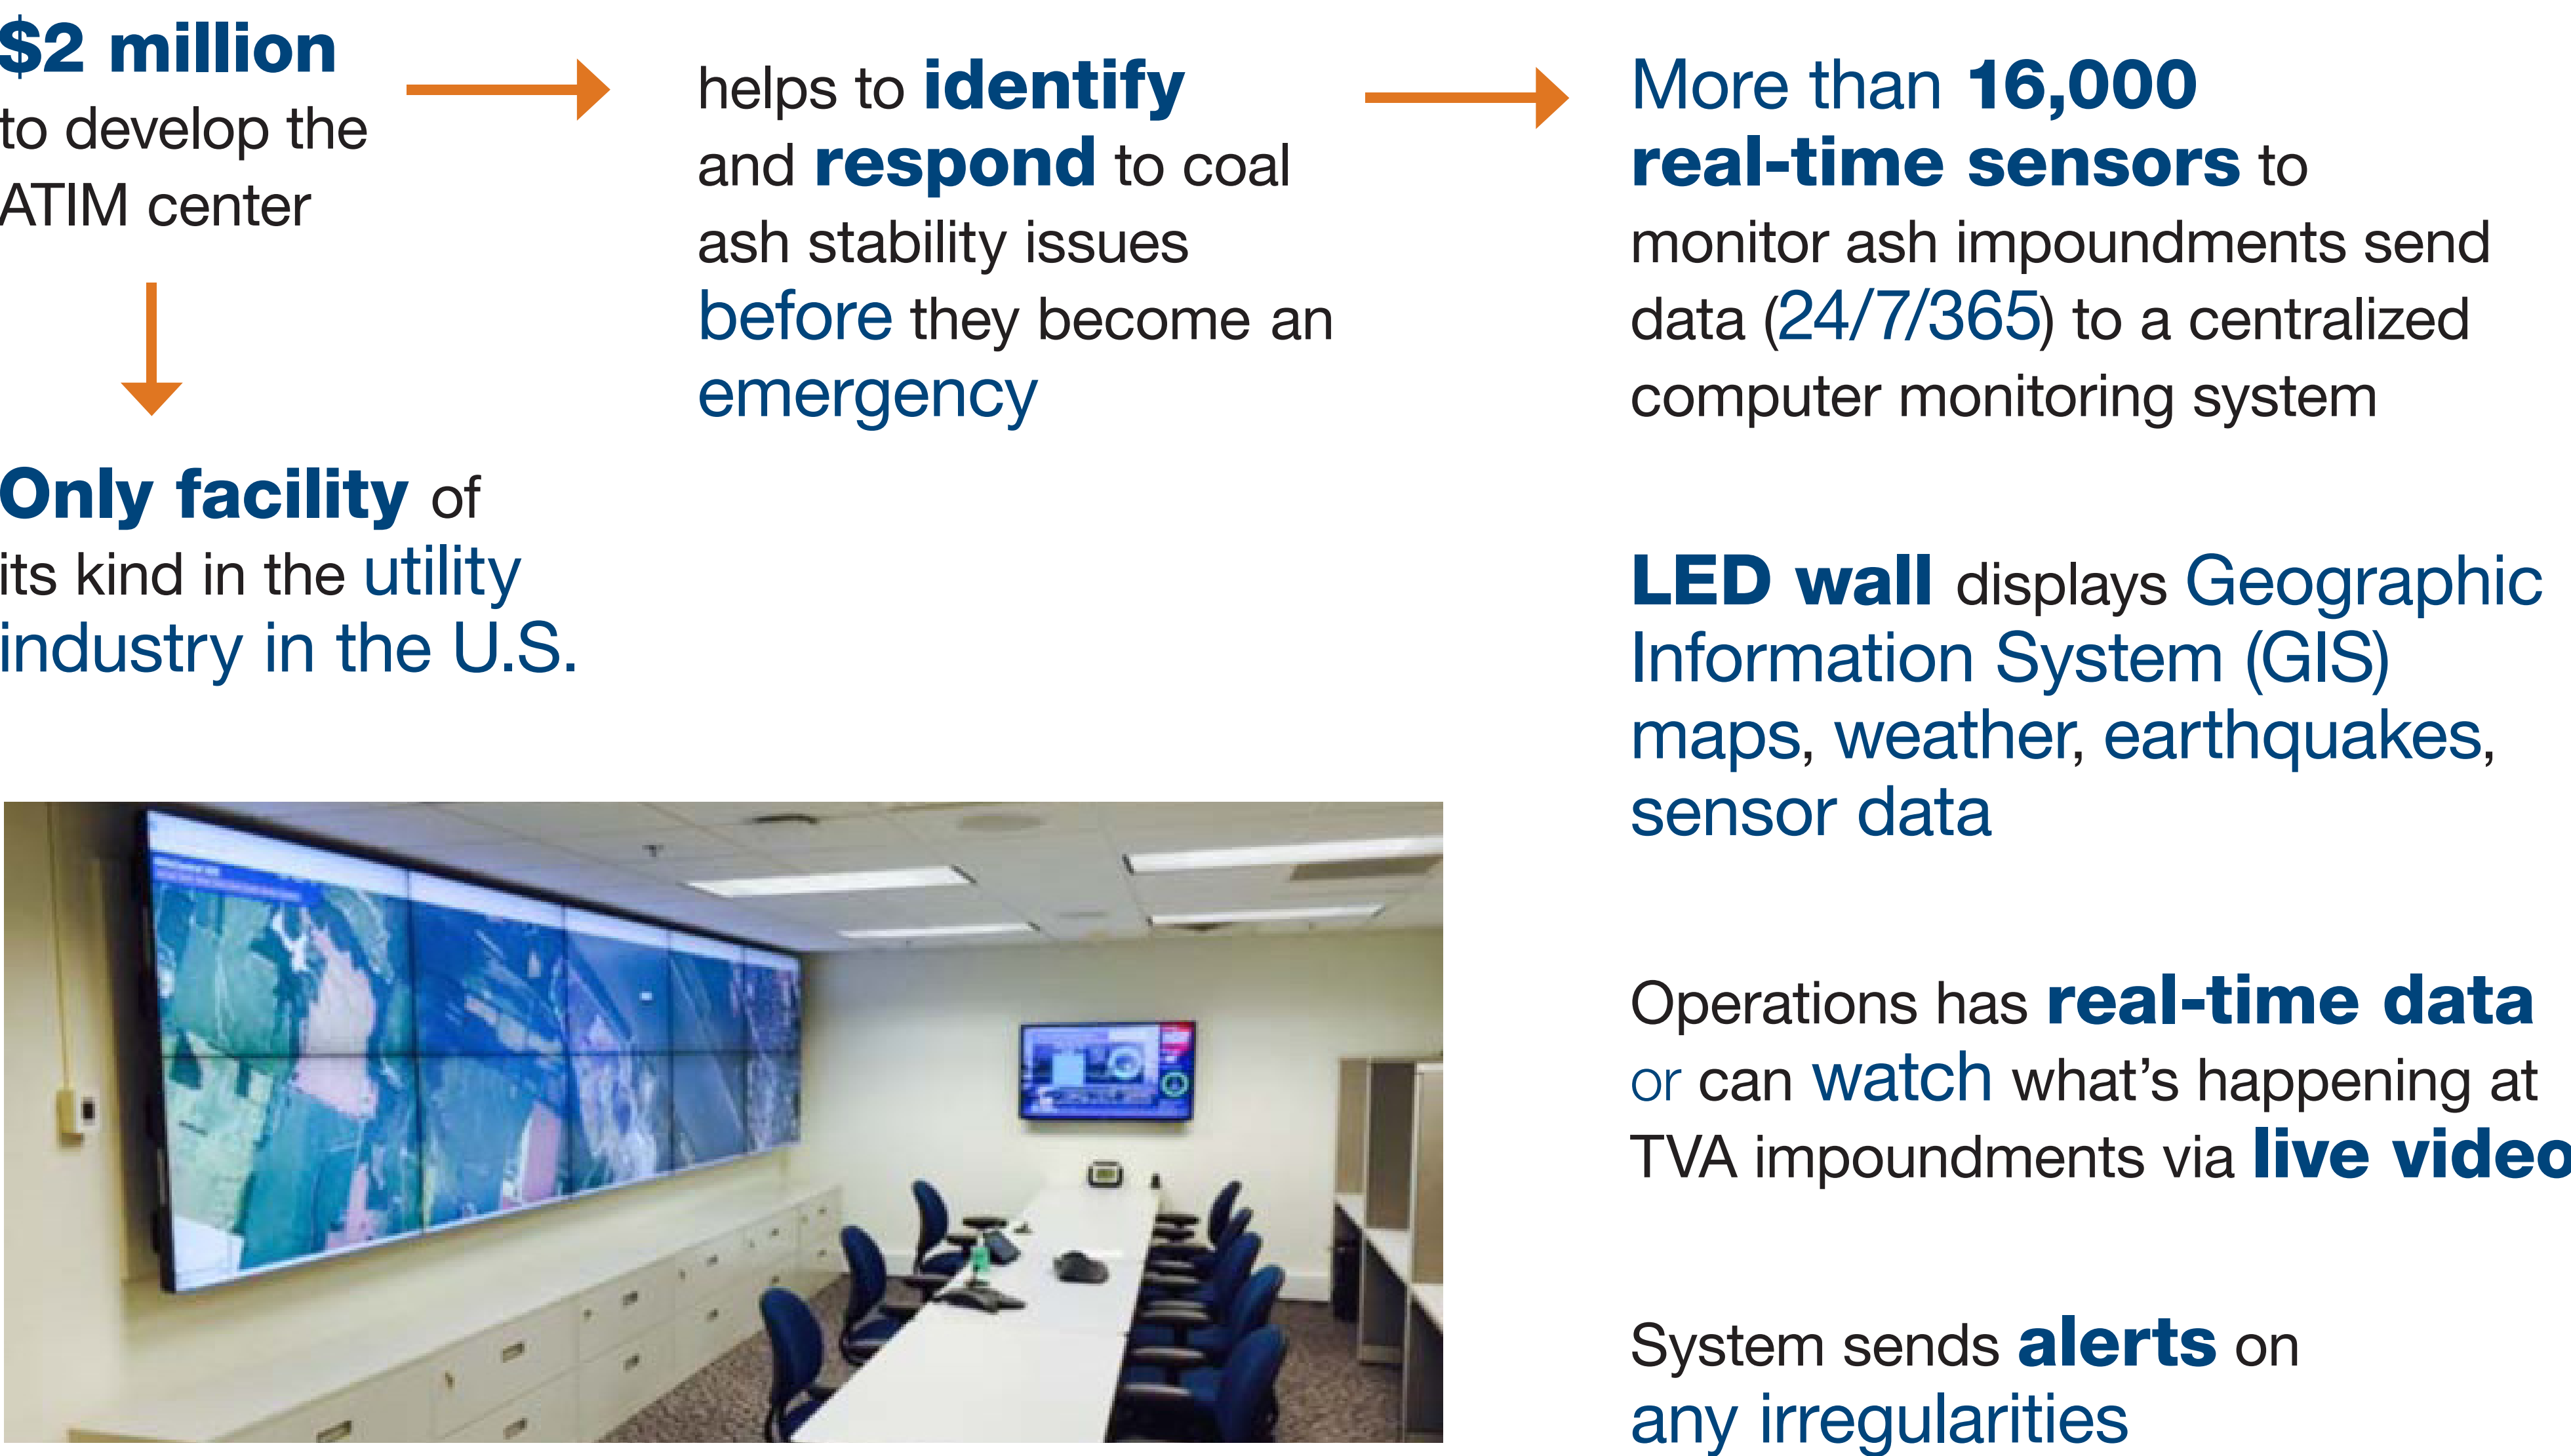 $2 million
to develop the
ATIM center
Only facility of
its kind in the utility
industry in the U.S.
helps to identify
and respond to coal
ash stability issues
before they become an
emergency
More than 16,000
real-time sensors to
monitor ash impoundments send
data (24/7/365) to a centralized
computer monitoring system
LED wall displays Geographic
Information System (GIS)
maps, weather, earthquakes,
sensor data
Operations has real-time data
or can watch what’s happening at
TVA impoundments via live video
System sends alerts on
any irregularities